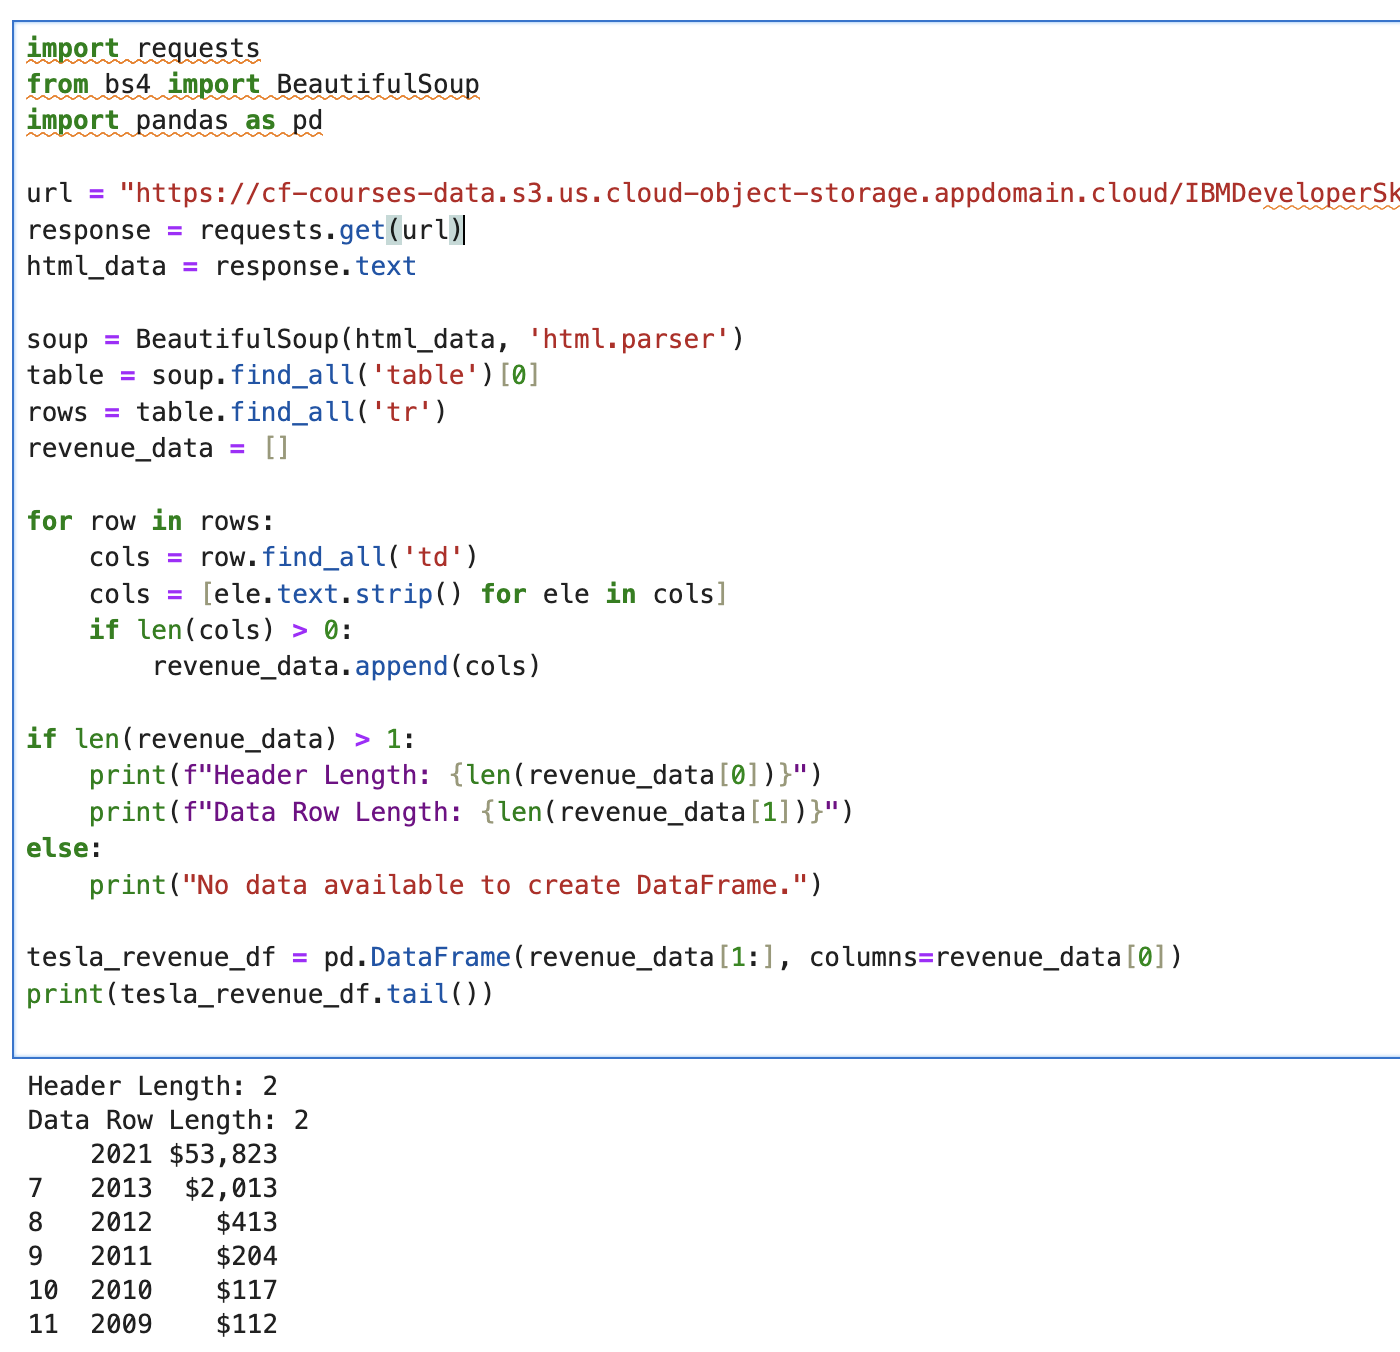 import requests
from bs4 import BeautifulSoup
import pandas as pd
url = "https://cf-courses-data.s3.us.cloud-object-storage.appdomain.cloud/IBMDeveloperSk
response = requests.get(url)
html_data = response.text
soup = BeautifulSoup(html_data, 'html.parser')
table = soup.find_all('table')[0]
rows = table.find_all('tr')
revenue_data = []
for row in rows:
    cols = row.find_all('td')
    cols = [ele.text.strip() for ele in cols]
    if len(cols) > 0:
        revenue_data.append(cols)
if len(revenue_data) > 1:
    print(f"Header Length: {len(revenue_data[0])}")
    print(f"Data Row Length: {len(revenue_data[1])}")
else:
    print("No data available to create DataFrame.")
tesla_revenue_df = pd.DataFrame(revenue_data[1:], columns=revenue_data[0])
print(tesla_revenue_df.tail())
Header Length: 2
Data Row Length: 2
    2021 $53,823
7   2013  $2,013
8   2012    $413
9   2011    $204
10  2010    $117
11  2009    $112